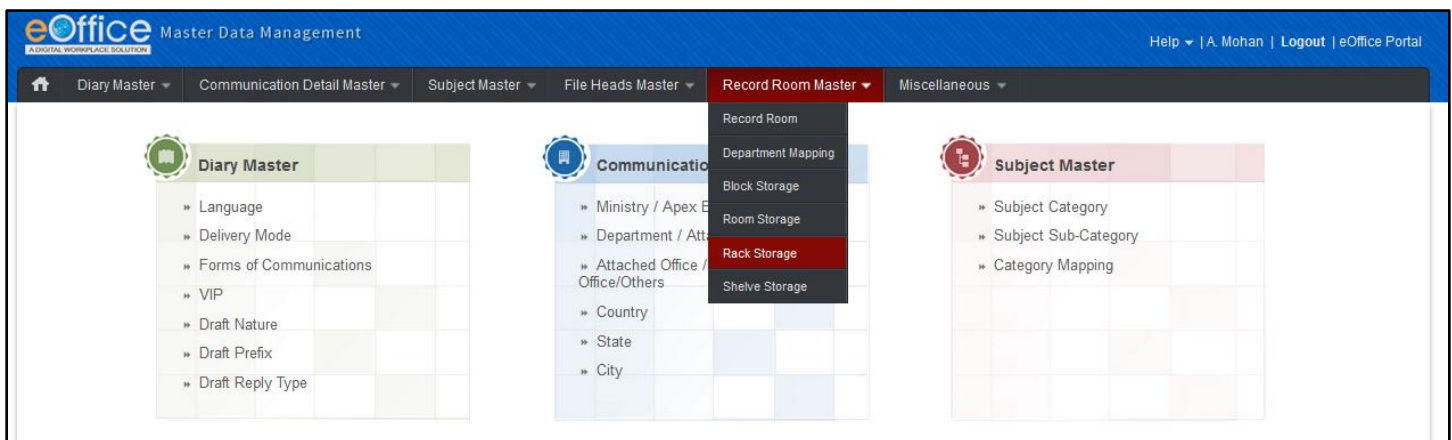 eOffice Master Data Management
A DIGITAL WORKPLACE SOLUTION
Help | A. Mohan | Logout | eOffice Portal
Diary Master Communication Detail Master Subject Master File Heads Master Record Room Master Miscellaneous
Record Room
Department Mapping
Block Storage
Room Storage
Rack Storage
Shelve Storage
Diary Master
» Language
» Delivery Mode
» Forms of Communications
» VIP
» Draft Nature
» Draft Prefix
» Draft Reply Type
Communicatio
» Ministry / Apex
» Department / Att
» Attached Office /
Office/Others
» Country
» State
» City
Subject Master
» Subject Category
» Subject Sub-Category
» Category Mapping